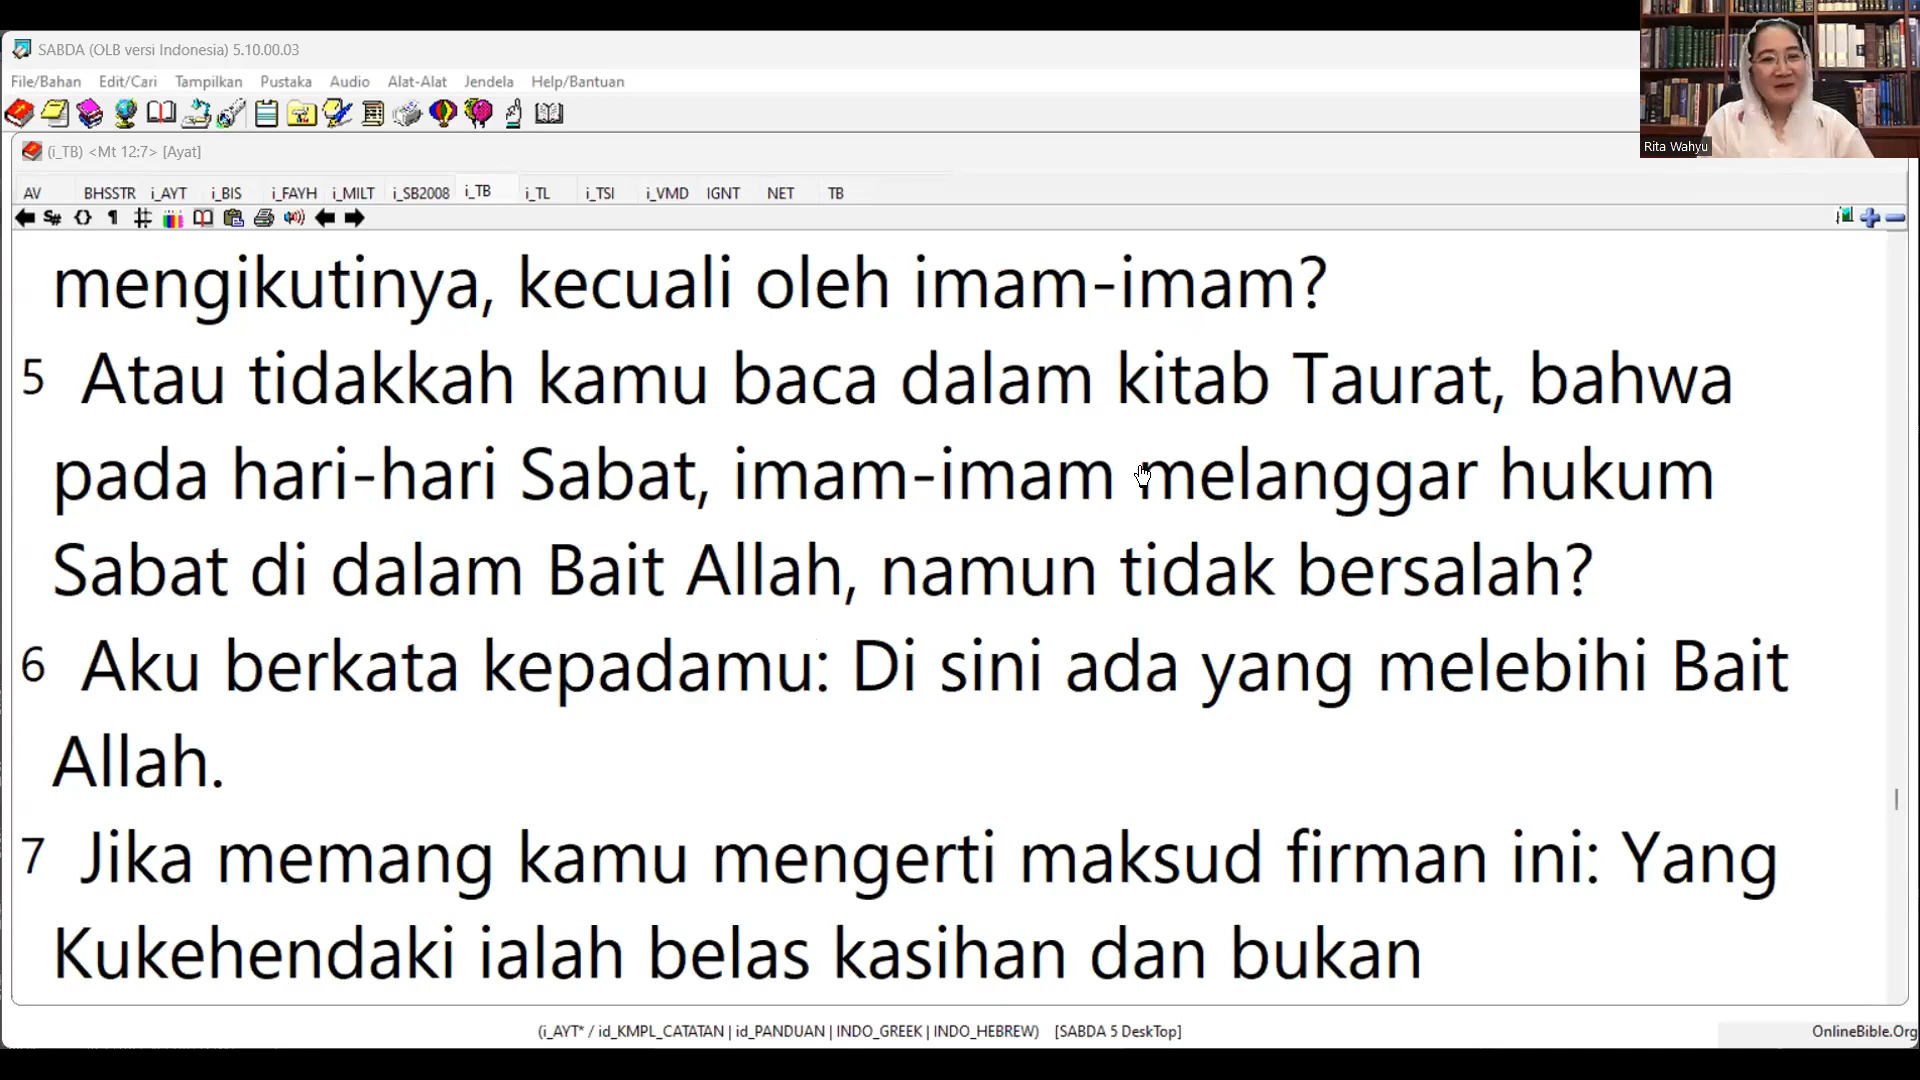 SABDA (OLB versi Indonesia) 5.10.00.03
File/Bahan Edit/Cari Tampilkan Pustaka Audio Alat-Alat Jendela Help/Bantuan
Rita Wahyu
(i_TB) <Mt 12:7> [Ayat]
AV BHSSTR i_AYT i_BIS i_FAYH i_MILT i_SB2008 i_TB i_TL i_TSI i_VMD IGNT NET TB
mengikutinya, kecuali oleh imam-imam?
5 Atau tidakkah kamu baca dalam kitab Taurat, bahwa
pada hari-hari Sabat, imam-imam melanggar hukum
Sabat di dalam Bait Allah, namun tidak bersalah?
6 Aku berkata kepadamu: Di sini ada yang melebihi Bait
Allah.
7 Jika memang kamu mengerti maksud firman ini: Yang
Kukehendaki ialah belas kasihan dan bukan
(i_AYT* / id_KMPL_CATATAN | id_PANDUAN | INDO_GREEK | INDO_HEBREW) [SABDA 5 DeskTop]
OnlineBible.Org